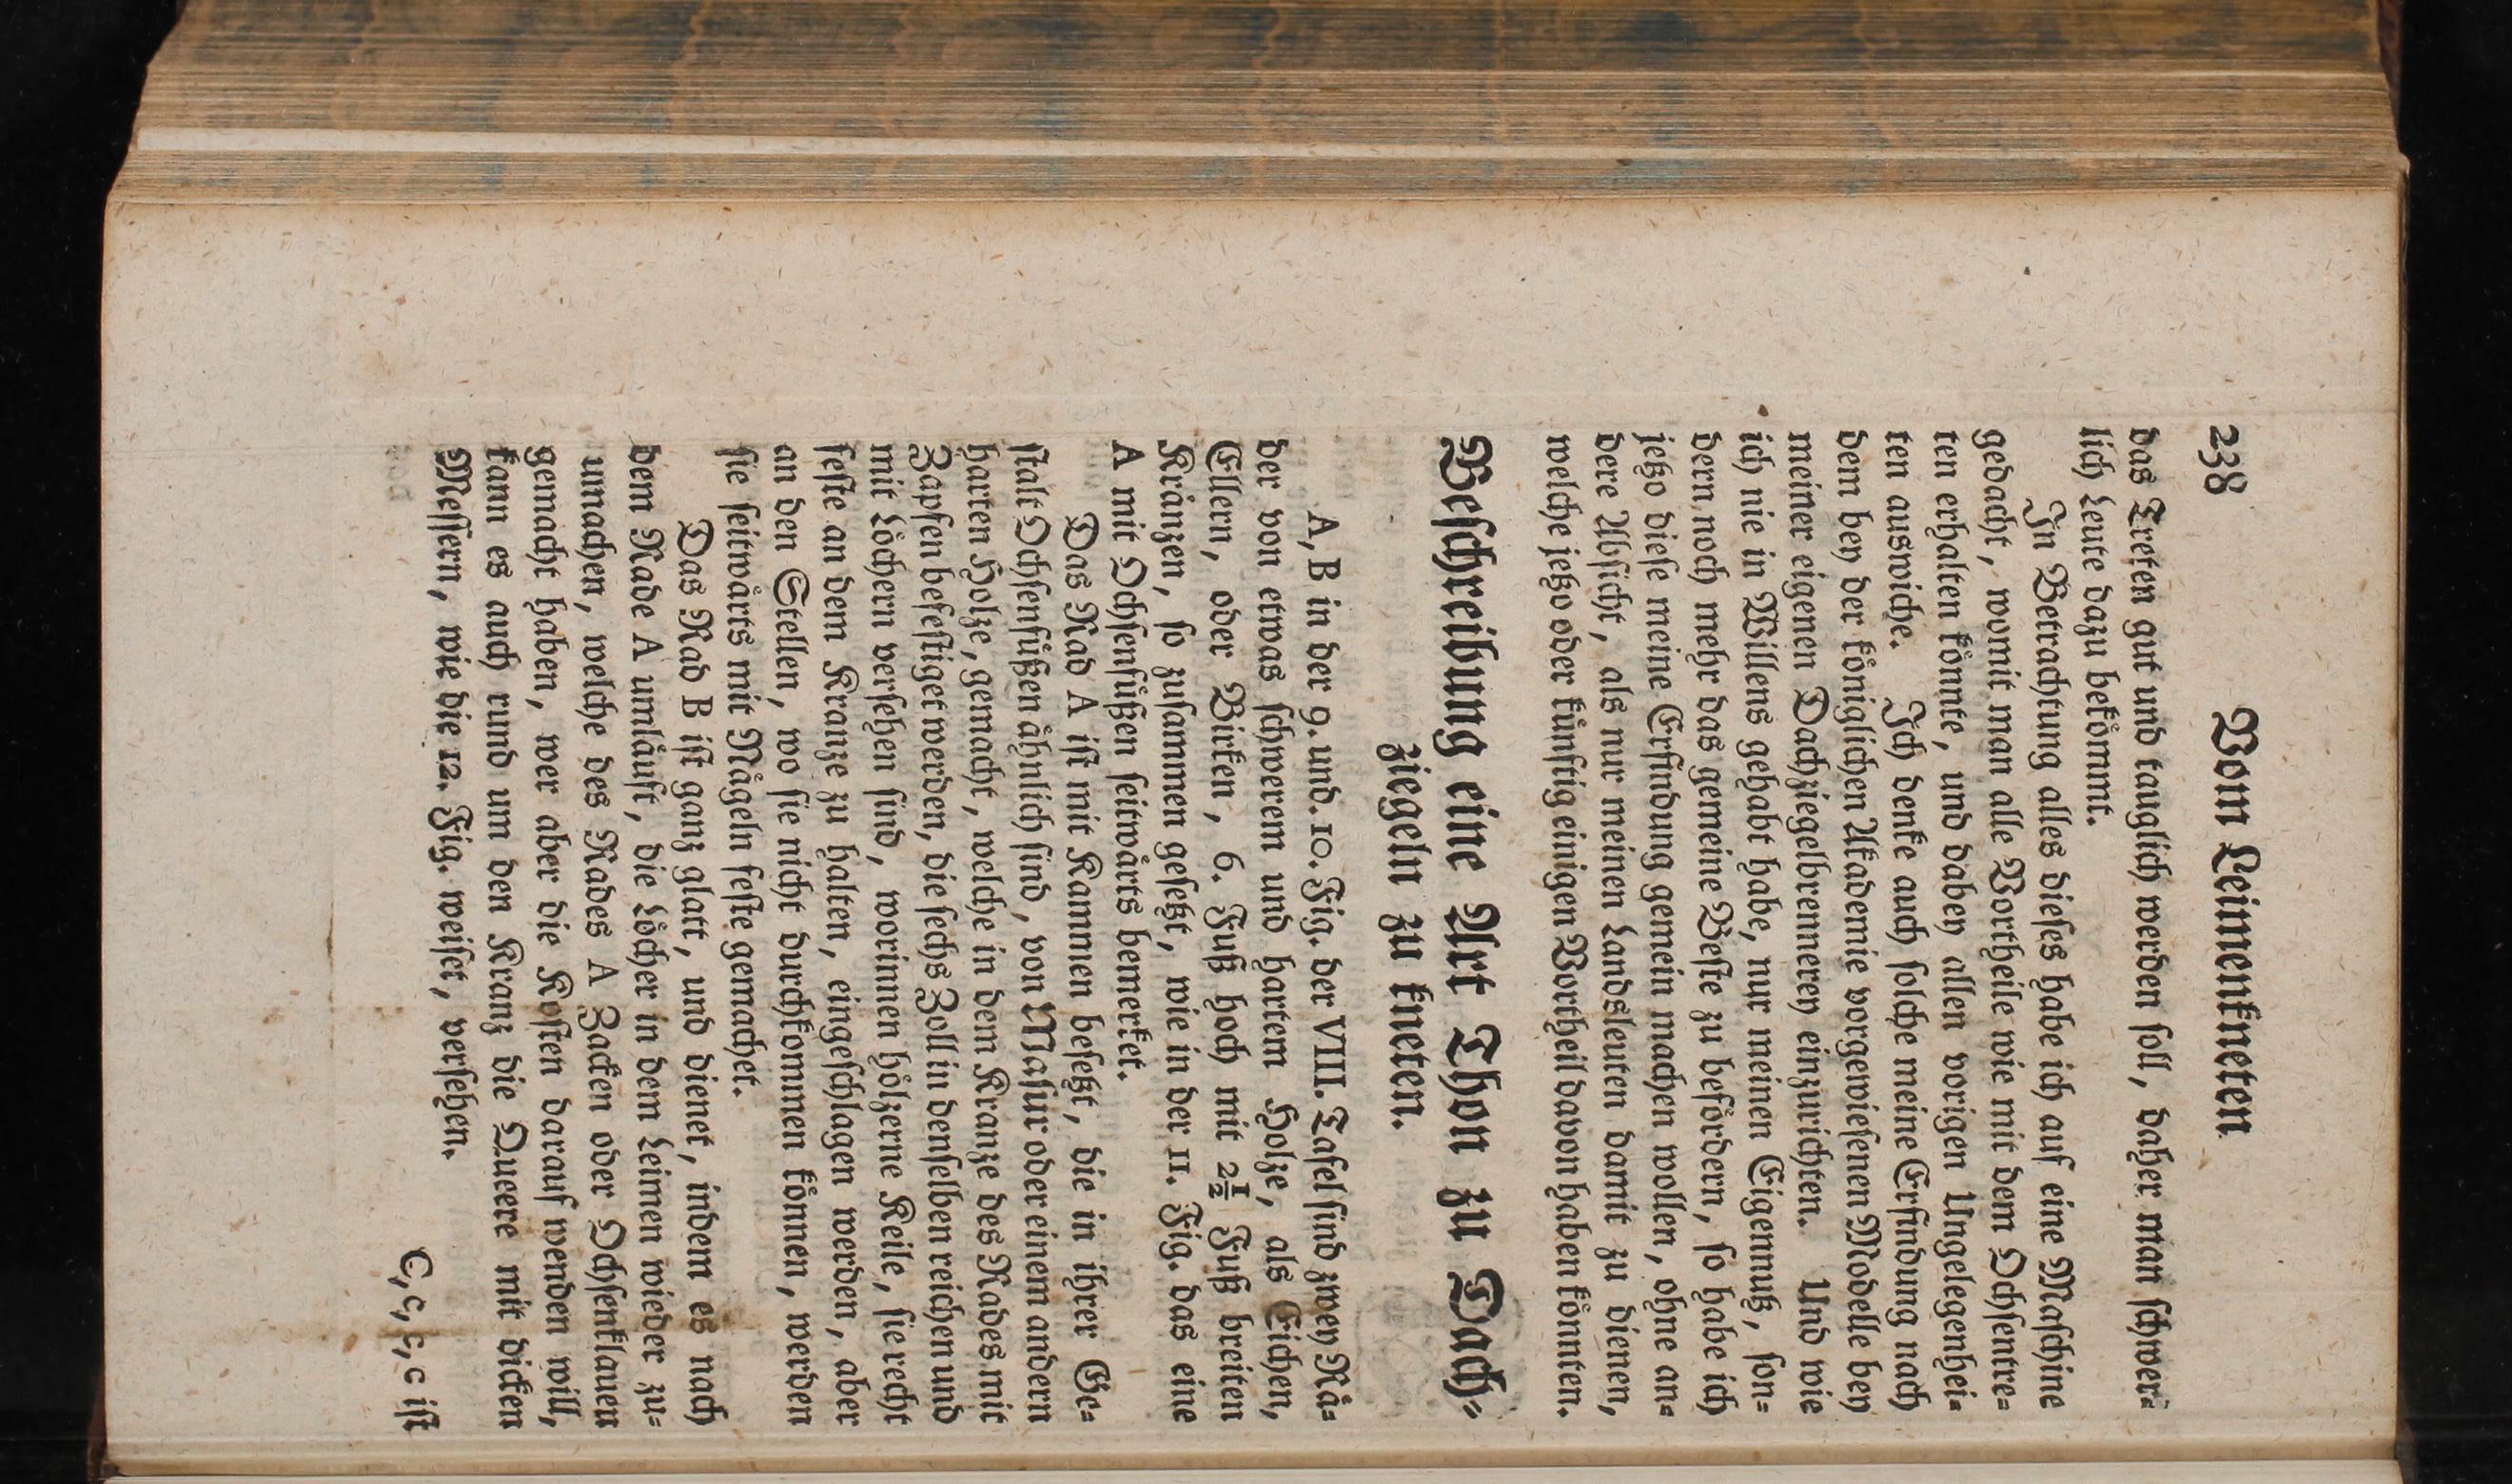 238 Vom Leimenkneten
das Treten gut und tauglich werden soll, daher man schwer-
lich Leute dazu bekömmt.
In Betrachtung alles dieses habe ich auf eine Maschine
gedacht, womit man alle Vortheile wie mit dem Ochsentre-
ten erhalten könnte, und dabey allen vorigen Ungelegenhei-
ten auswiche. Ich denke auch solche meine Erfindung nach
dem bey der königlichen Akademie vorgewiesenen Modelle bey
meiner eigenen Dachziegelbrennerey einzurichten. Und wie
ich nie in Willens gehabt habe, nur meinen Eigennutz, son-
dern noch mehr das gemeine Beste zu befördern, so habe ich
jetzo diese meine Erfindung gemein machen wollen, ohne an-
dere Absicht, als nur meinen Landsleuten damit zu dienen,
welche jetzo oder künftig einigen Vortheil davon haben könnten.
Beschreibung eine Art Thon zu Dach-
ziegeln zu kneten.
A, B in der 9. und. 10. Fig. der VIII. Tafel sind zwey Rå-
der von etwas schwerem und hartem Holze, als Eichen,
Ellern, oder Birken, 6. Fuß hoch mit 2½ Fuß breiten
Kränzen, so zusammen gesetzt, wie in der 11. Fig. das eine
A mit Ochsenfüßen seitwärts bemerket.
Das Rad A ist mit Kammen besetzt, die in ihrer Ge-
stalt Ochsenfüßen ähnlich sind, von Masur oder einem andern
harten Holze, gemacht, welche in dem Kranze des Rades mit
Zapfen befestiget werden, die sechs Zoll in denselben reichen und
mit Löchern versehen sind, worinnen hölzerne Keile, sie recht
feste an dem Kranze zu halten, eingeschlagen werden, aber
an den Stellen, wo sie nicht durchkommen können, werden
sie seitwärts mit Nägeln feste gemachet.
Das Rad B ist ganz glatt, und dienet, indem es nach
dem Rade A umläuft, die Löcher in dem Leimen wieder zu-
zumachen, welche des Rades A Zacken oder Ochsenklauen
gemacht haben, wer aber die Kosten darauf wenden will,
kann es auch rund um den Kranz die Queere mit dicken
Messern, wie die 12. Fig. weiset, versehen.
C, c, c, c ist